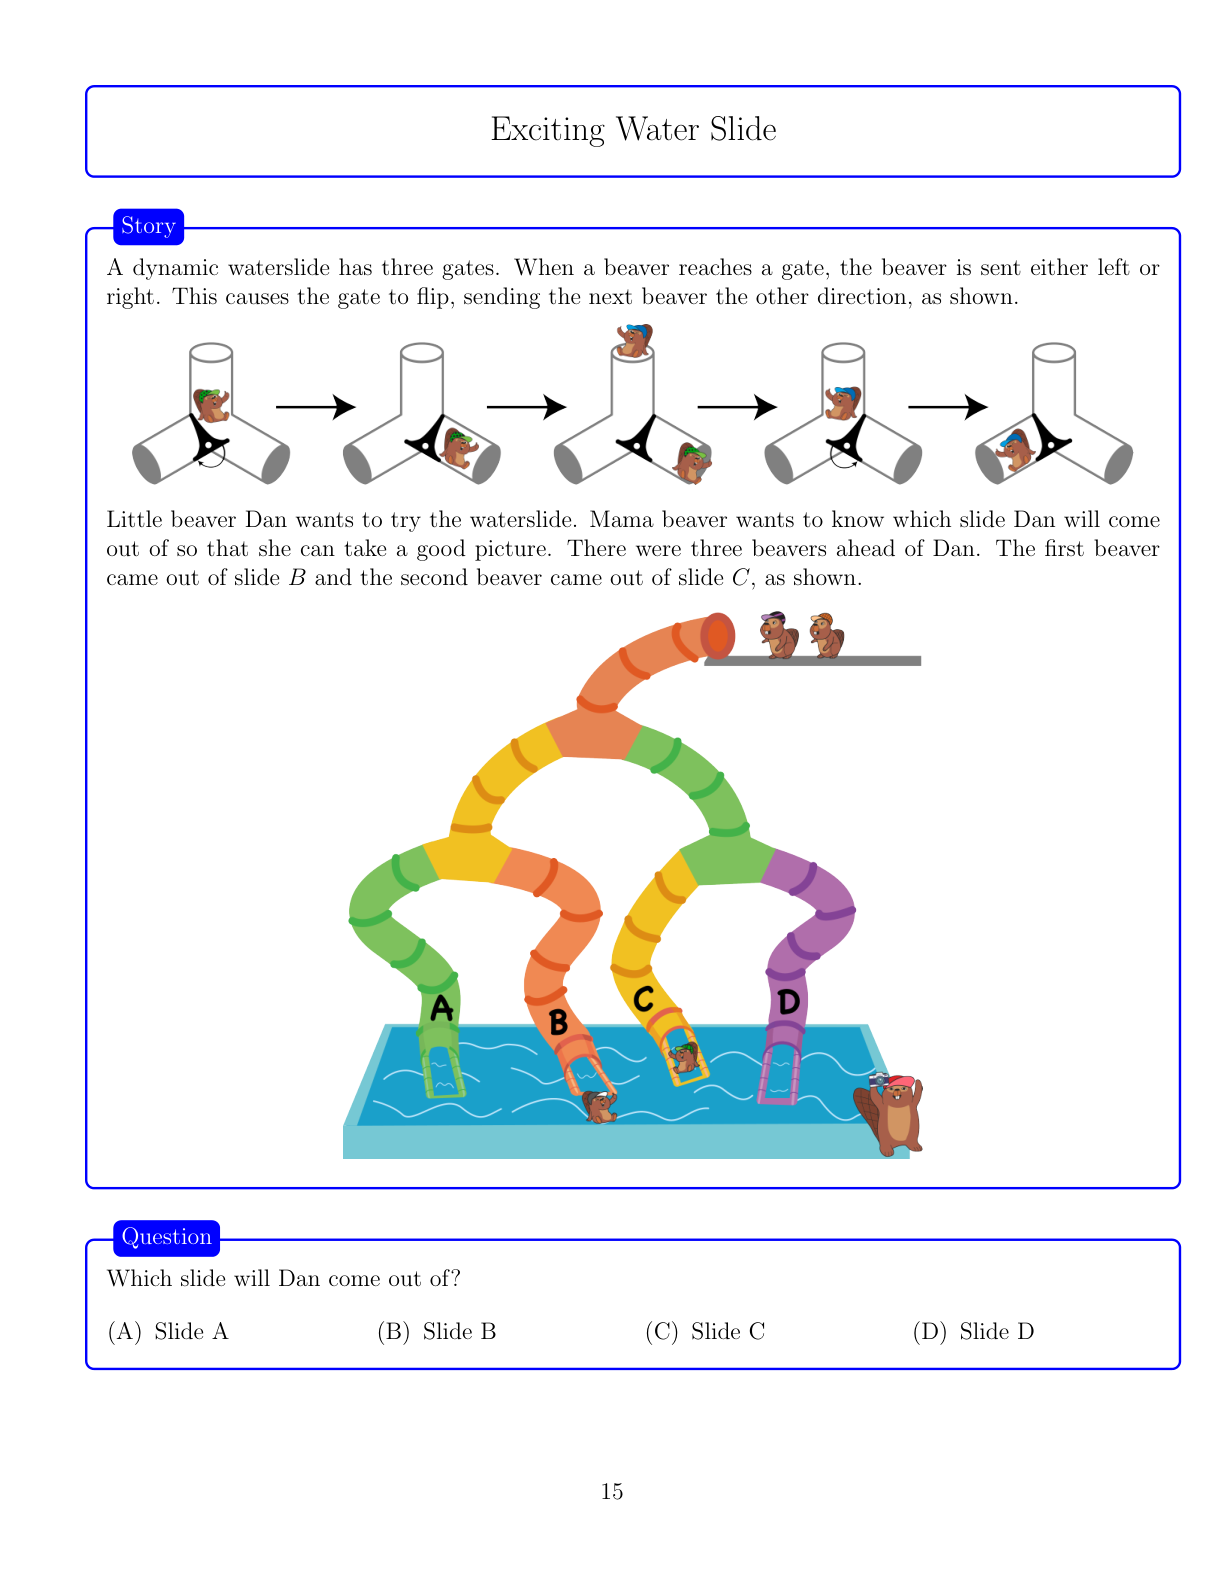 Exciting Water Slide
Story
A dynamic waterslide has three gates. When a beaver reaches a gate, the beaver is sent either left or
right. This causes the gate to flip, sending the next beaver the other direction, as shown.
Little beaver Dan wants to try the waterslide. Mama beaver wants to know which slide Dan will come
out of so that she can take a good picture. There were three beavers ahead of Dan. The first beaver
came out of slide B and the second beaver came out of slide C, as shown.
A
B
C
D
Question
Which slide will Dan come out of?
(A) Slide A (B) Slide B (C) Slide C (D) Slide D
15